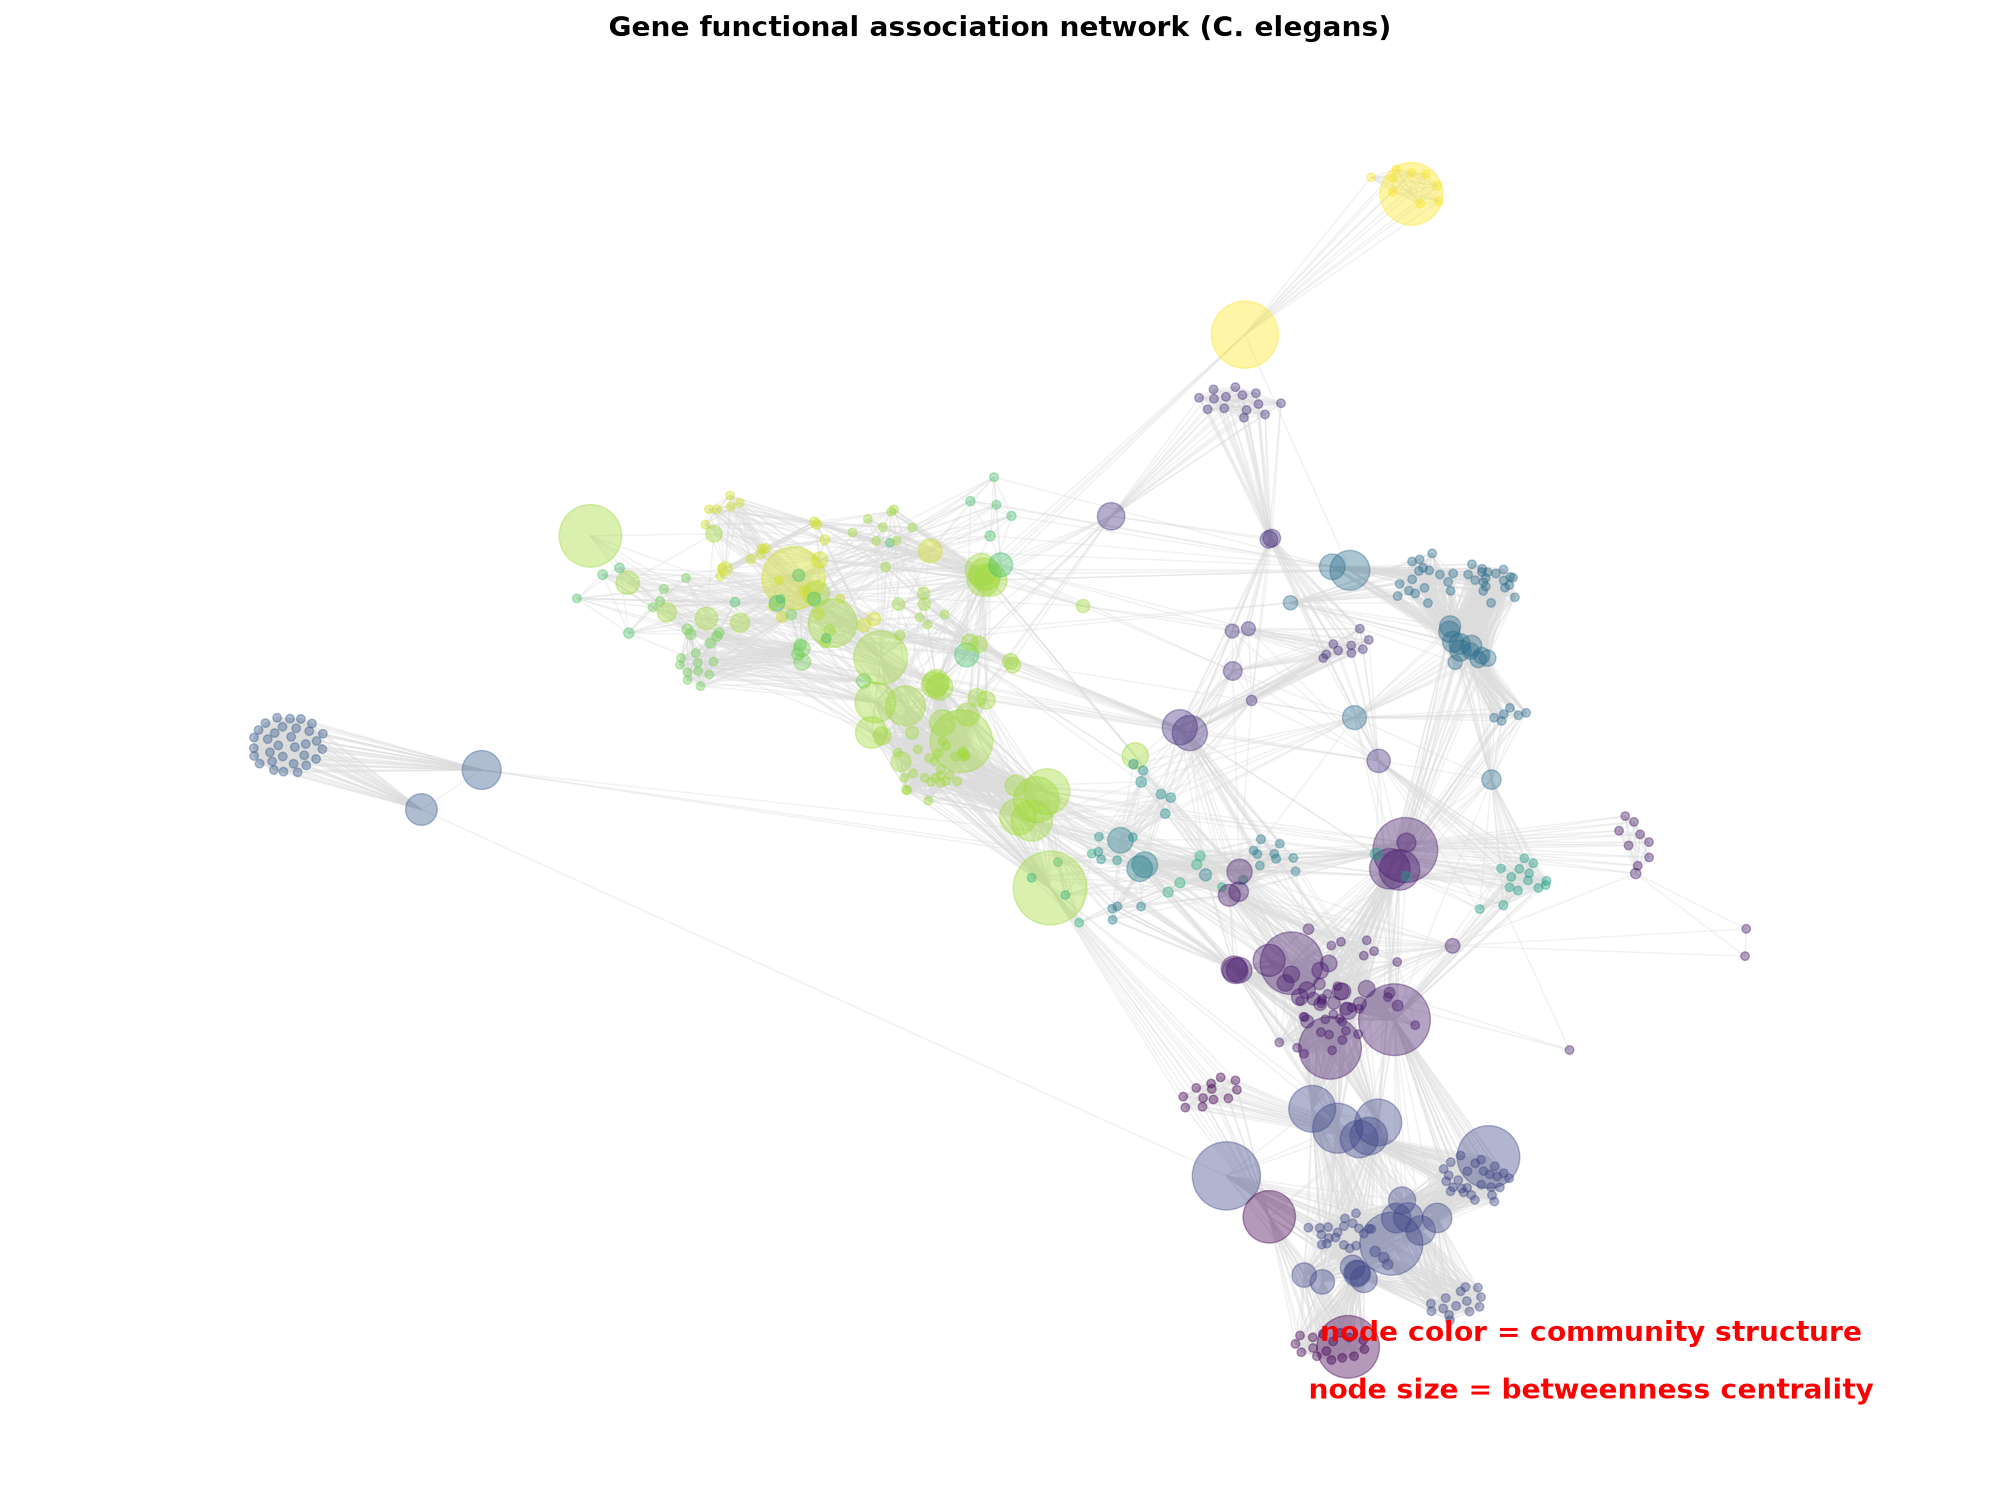 Gene functional association network (C. elegans)
node color = community structure
node size = betweenness centrality